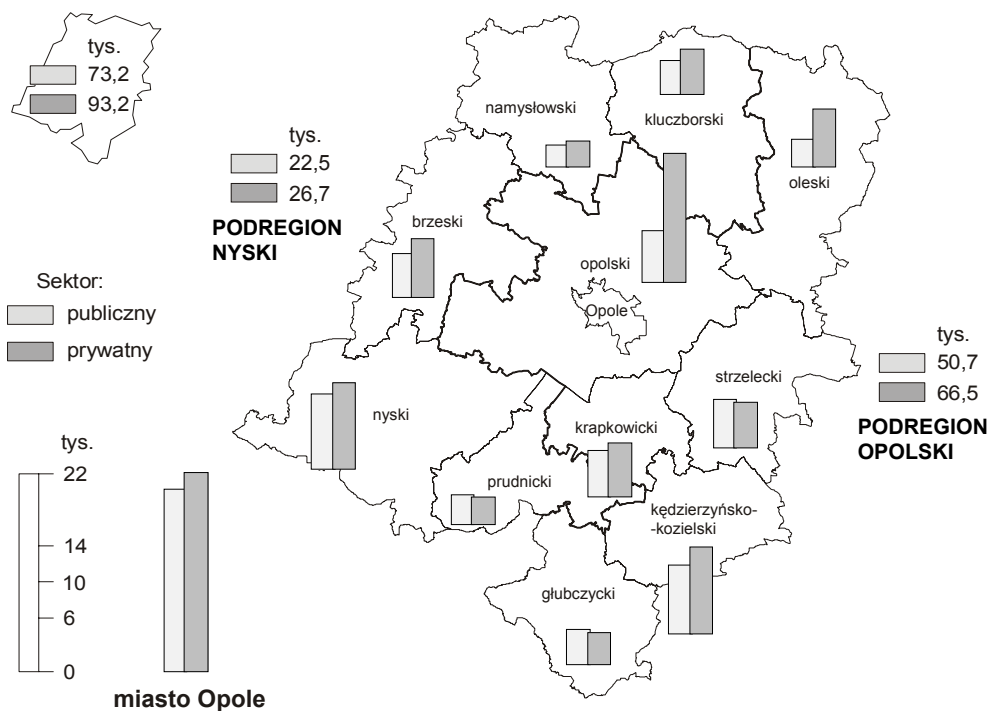 tys.
73,2
93,2
tys.
22,5
26,7
PODREGION
NYSKI
Sektor:
publiczny
prywatny
namysłowski
kluczborski
oleski
brzeski
opolski
Opole
strzelecki
nyski
krapkowicki
prudnicki
kędzierzyńsko-
-kozielski
głubczycki
tys.
50,7
66,5
PODREGION
OPOLSKI
tys.
22
14
10
6
0
miasto Opole